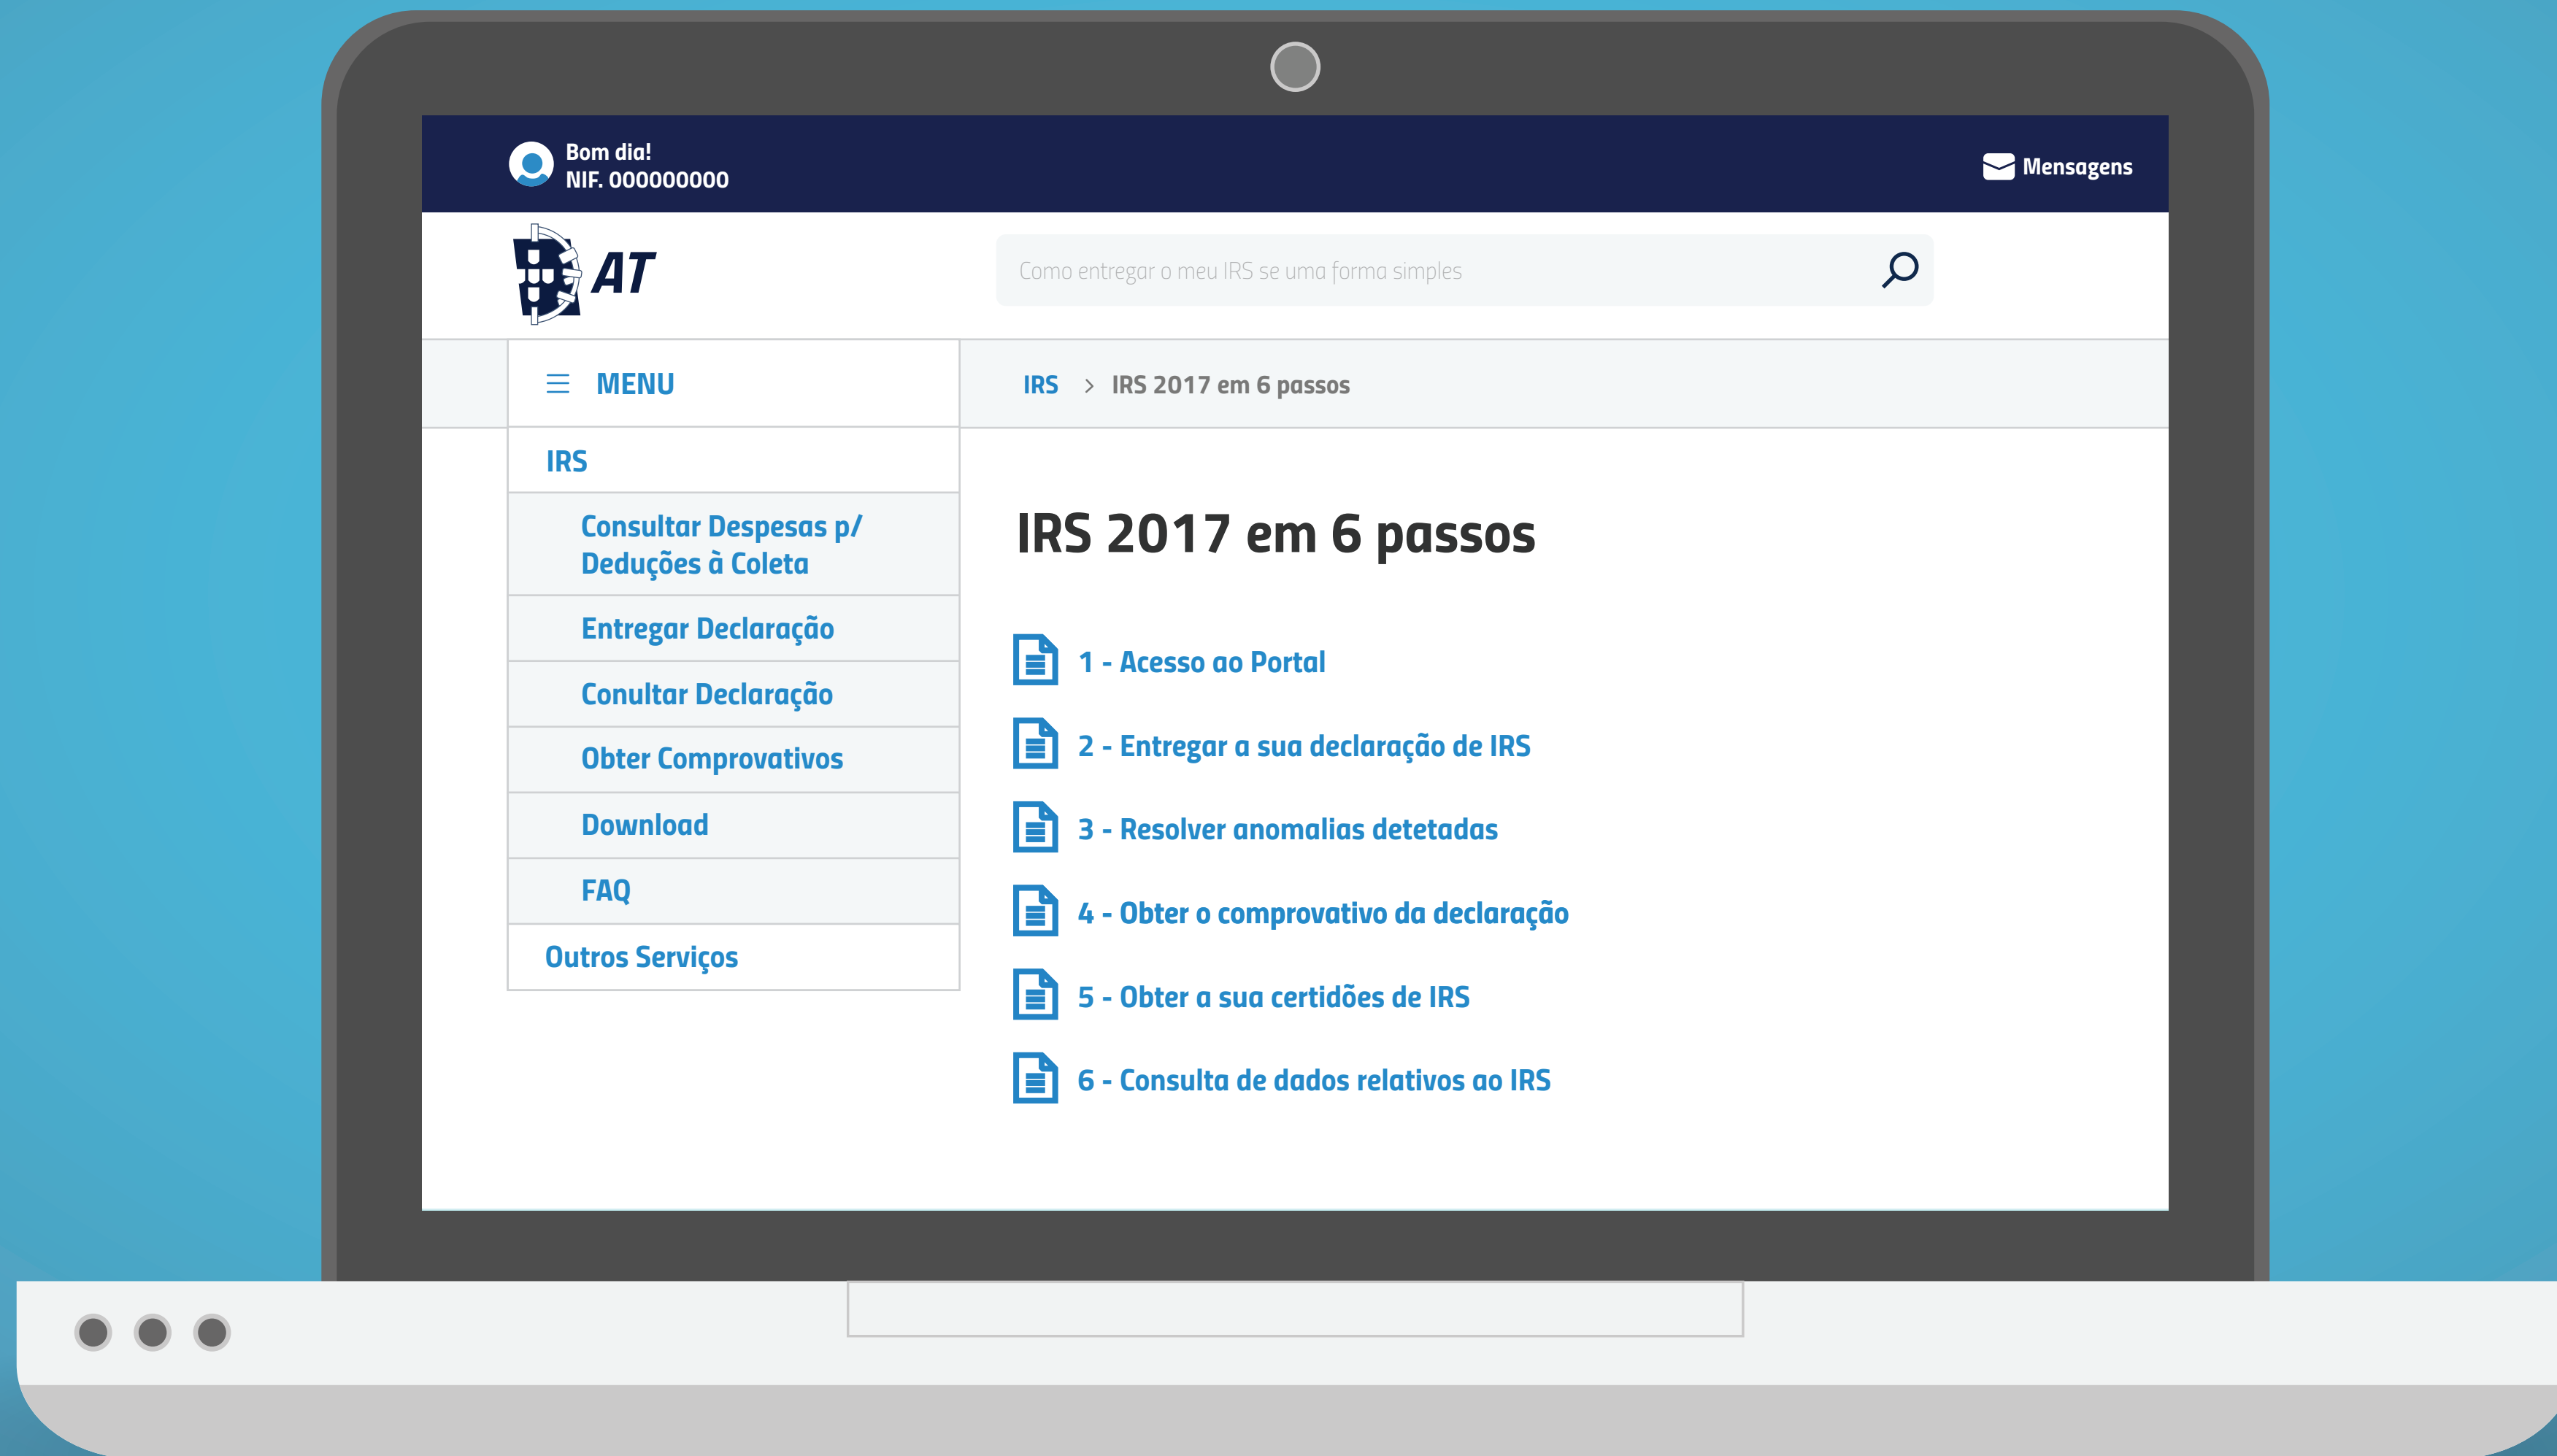 Bom dia!
NIF. 000000000
Mensagens
AT
Como entregar o meu IRS se uma forma simples
MENU
IRS > IRS 2017 em 6 passos
IRS
Consultar Despesas p/
Deduções à Coleta
Entregar Declaração
Conultar Declaração
Obter Comprovativos
Download
FAQ
Outros Serviços
IRS 2017 em 6 passos
1 - Acesso ao Portal
2 - Entregar a sua declaração de IRS
3 - Resolver anomalias detetadas
4 - Obter o comprovativo da declaração
5 - Obter a sua certidões de IRS
6 - Consulta de dados relativos ao IRS